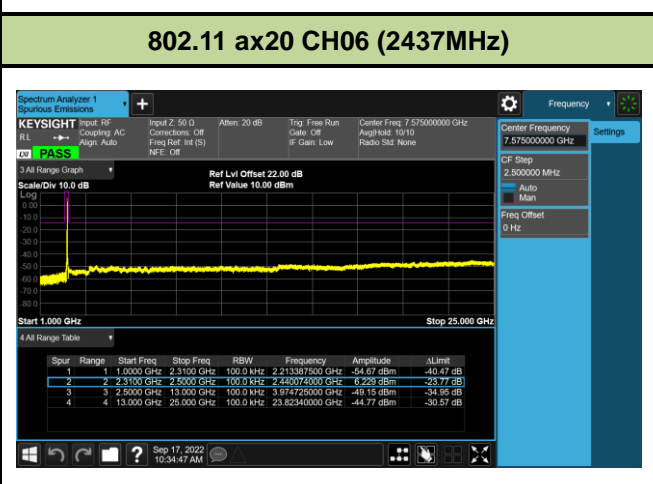 802.11 ax20 CH06 (2437MHz)
Spectrum Analyzer 1
Spurious Emissions
Frequency
KEYSIGHT Input: RF Input Z: 50 Ω Atten: 20 dB Trig: Free Run Center Freq: 7.575000000 GHz
RL Coupling: AC Corrections: Off Gate: Off Avg|Hold: 10/10
Align: Auto Freq Ref: Int (S) IF Gain: Low Radio Std: None
PASS NFE: Off
Center Frequency
7.575000000 GHz
Settings
CF Step
2.500000 MHz
Auto
Man
Freq Offset
0 Hz
3 All Range Graph
Ref Lvl Offset 22.00 dB
Scale/Div 10.0 dB Ref Value 10.00 dBm
Log
0.00
-10.0
-20.0
-30.0
-40.0
-50.0
-60.0
-70.0
-80.0
Start 1.000 GHz Stop 25.000 GHz
4 All Range Table
Spur Range Start Freq Stop Freq RBW Frequency Amplitude ΔLimit
1 1 1.0000 GHz 2.3100 GHz 100.0 kHz 2.213387500 GHz -54.67 dBm -40.47 dB
2 2 2.3100 GHz 2.5000 GHz 100.0 kHz 2.440074000 GHz 6.229 dBm -23.77 dB
3 3 2.5000 GHz 13.000 GHz 100.0 kHz 3.974725000 GHz -49.15 dBm -34.95 dB
4 4 13.000 GHz 25.000 GHz 100.0 kHz 23.82340000 GHz -44.77 dBm -30.57 dB
Sep 17, 2022
10:34:47 AM